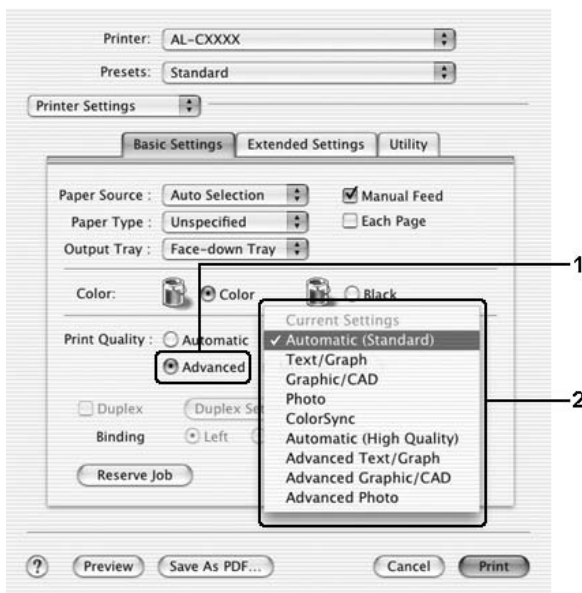 Printer: AL-CXXXX
Presets: Standard
Printer Settings
Basic Settings Extended Settings Utility
Paper Source : Auto Selection Manual Feed
Paper Type : Unspecified Each Page
Output Tray : Face-down Tray
1
Color: Color Black
Print Quality : Automatic
Advanced
Current Settings
✓ Automatic (Standard)
Text/Graph
Graphic/CAD
Photo
ColorSync
Automatic (High Quality)
Advanced Text/Graph
Advanced Graphic/CAD
Advanced Photo
2
Duplex Duplex Set
Binding Left
Reserve Job
? Preview Save As PDF... Cancel Print